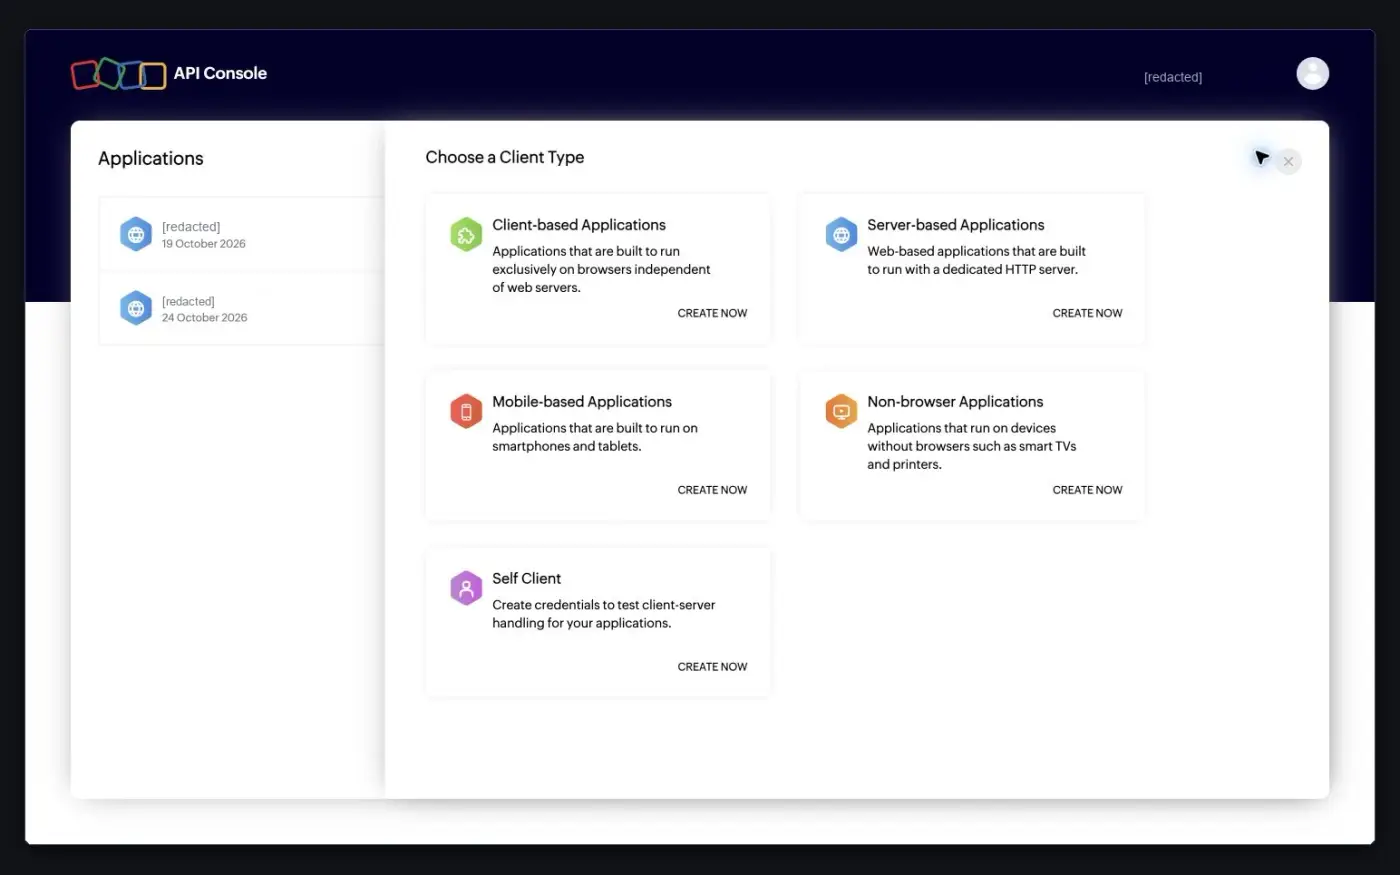 API Console
[redacted]
Applications
[redacted]
19 October 2026
[redacted]
24 October 2026
Choose a Client Type
Client-based Applications
Applications that are built to run
exclusively on browsers independent
of web servers.
CREATE NOW
Server-based Applications
Web-based applications that are built
to run with a dedicated HTTP server.
CREATE NOW
Mobile-based Applications
Applications that are built to run on
smartphones and tablets.
CREATE NOW
Non-browser Applications
Applications that run on devices
without browsers such as smart TVs
and printers.
CREATE NOW
Self Client
Create credentials to test client-server
handling for your applications.
CREATE NOW